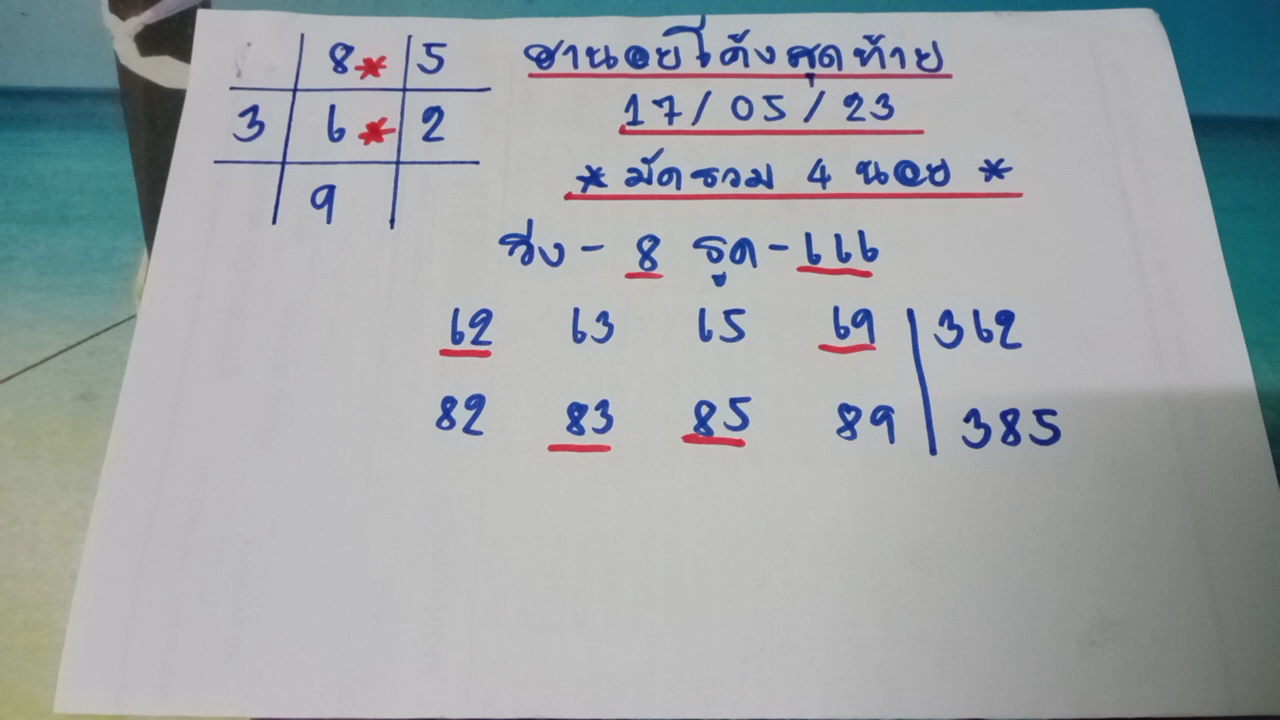 8* 5
3 6* 2
9
ฮานอยโค้งสุดท้าย
17/05/23
* มัดรวม 4 นอย *
วิ่ง - 8 รูด - 666
62 63 65 69 | 362
82 83 85 89 | 385